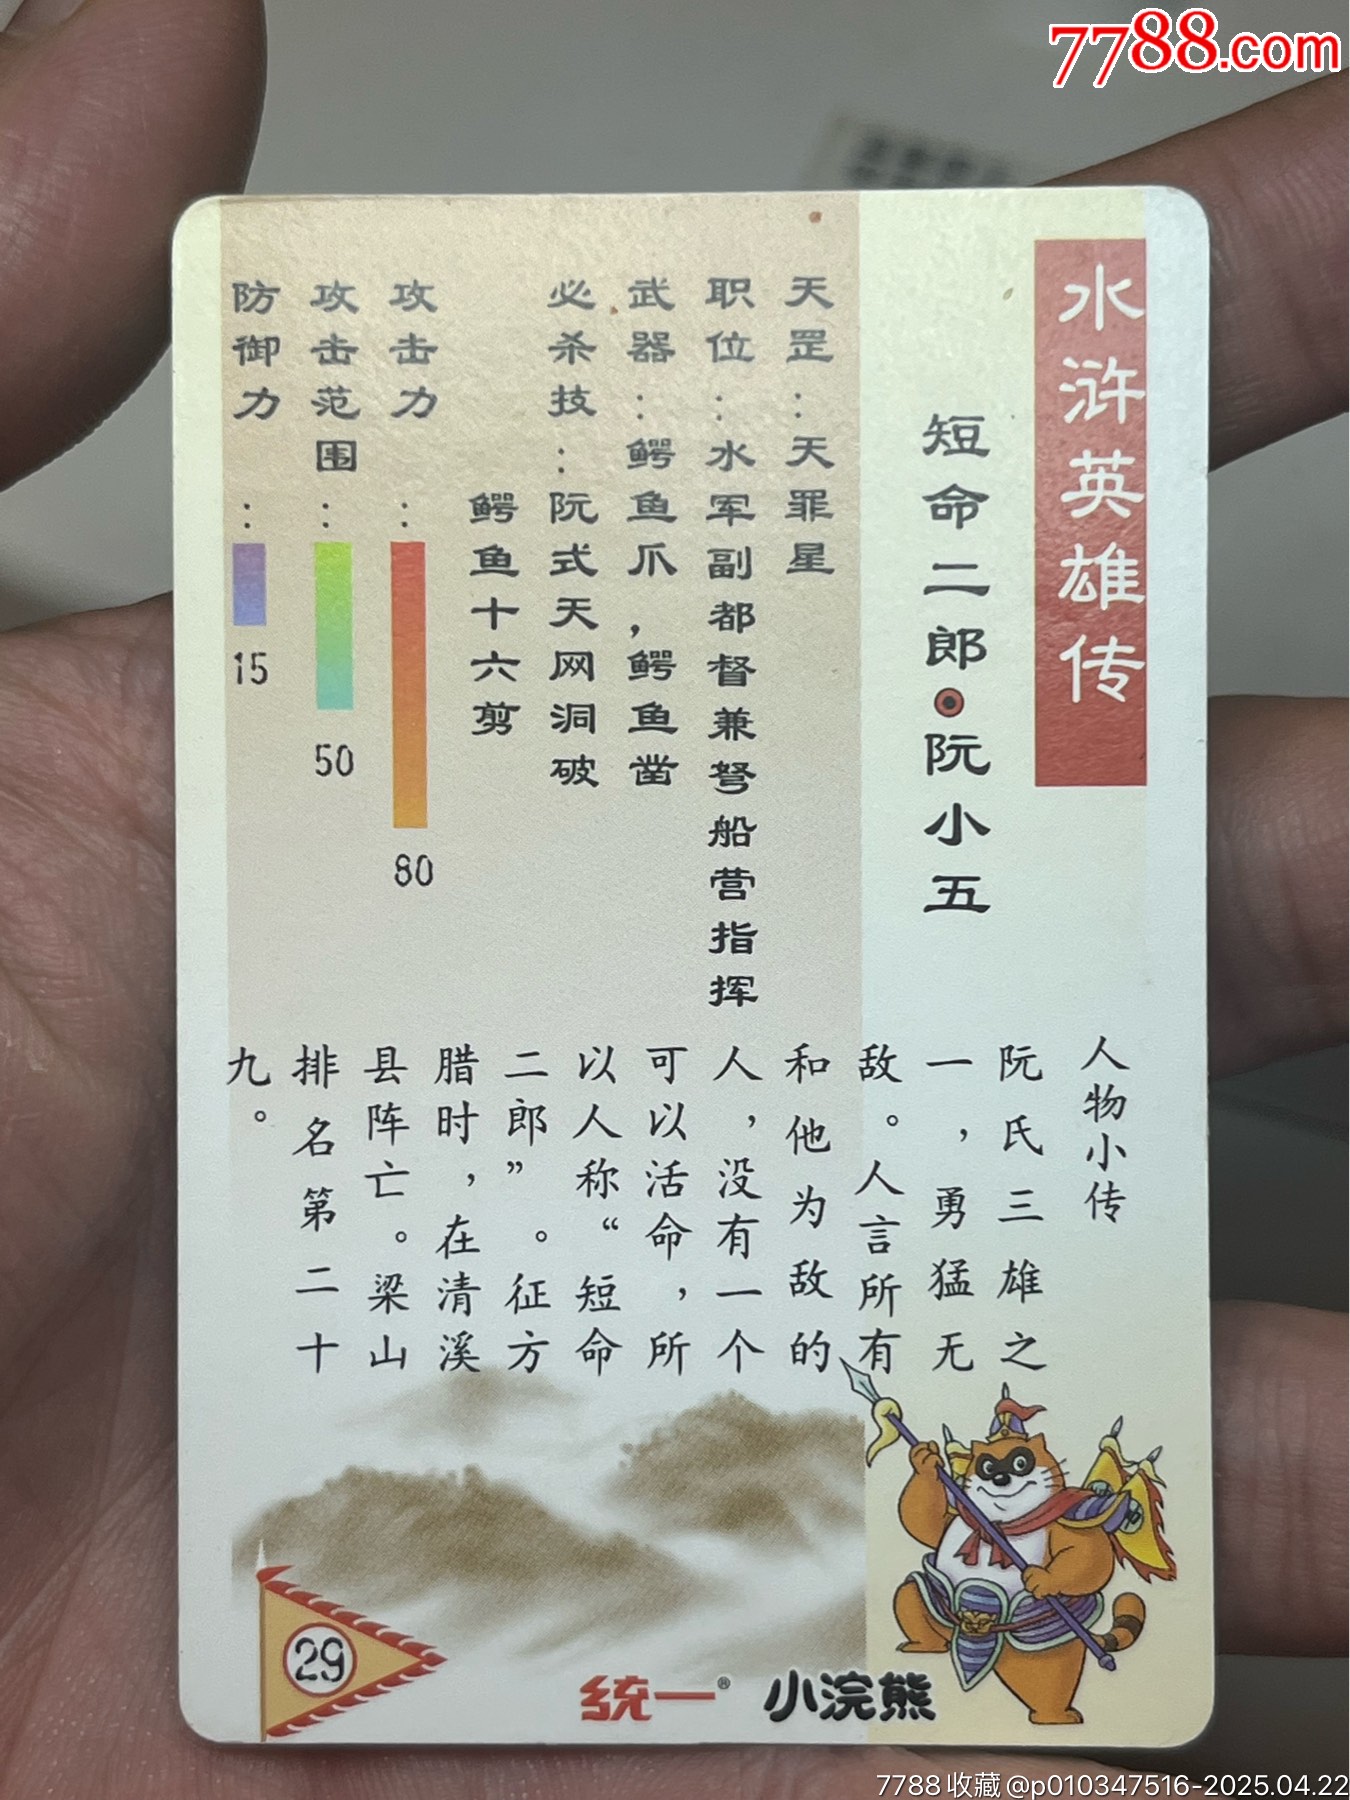 7788.com
水浒英雄传
短命二郎·阮小五
天罡：天罪星
职位：水军副都督兼弩船营指挥
武器：鳄鱼爪，鳄鱼凿
必杀技：阮式天网洞破
鳄鱼十六剪
攻击力：80
攻击范围：50
防御力：15
人物小传
阮氏三雄之
一，勇猛无
敌。人言所有
和他为敌的
人，没有一个
可以活命，所
以人称“短命
二郎”。征方
腊时，在清溪
县阵亡。梁山
排名第二十
九。
29
统一® 小浣熊
7788收藏@p010347516-2025.04.22